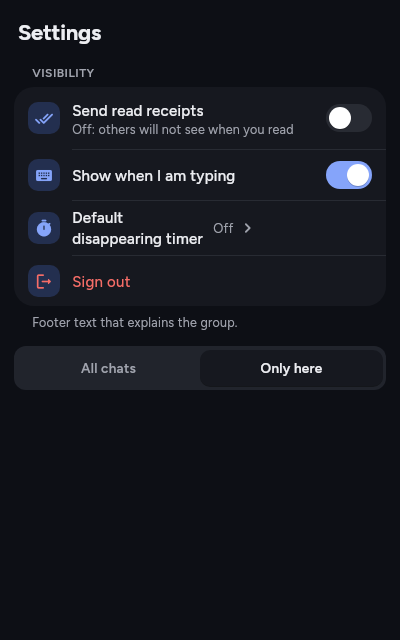 Settings
VISIBILITY
Send read receipts
Off: others will not see when you read
Show when I am typing
Default
disappearing timer
Off
Sign out
Footer text that explains the group.
All chats
Only here